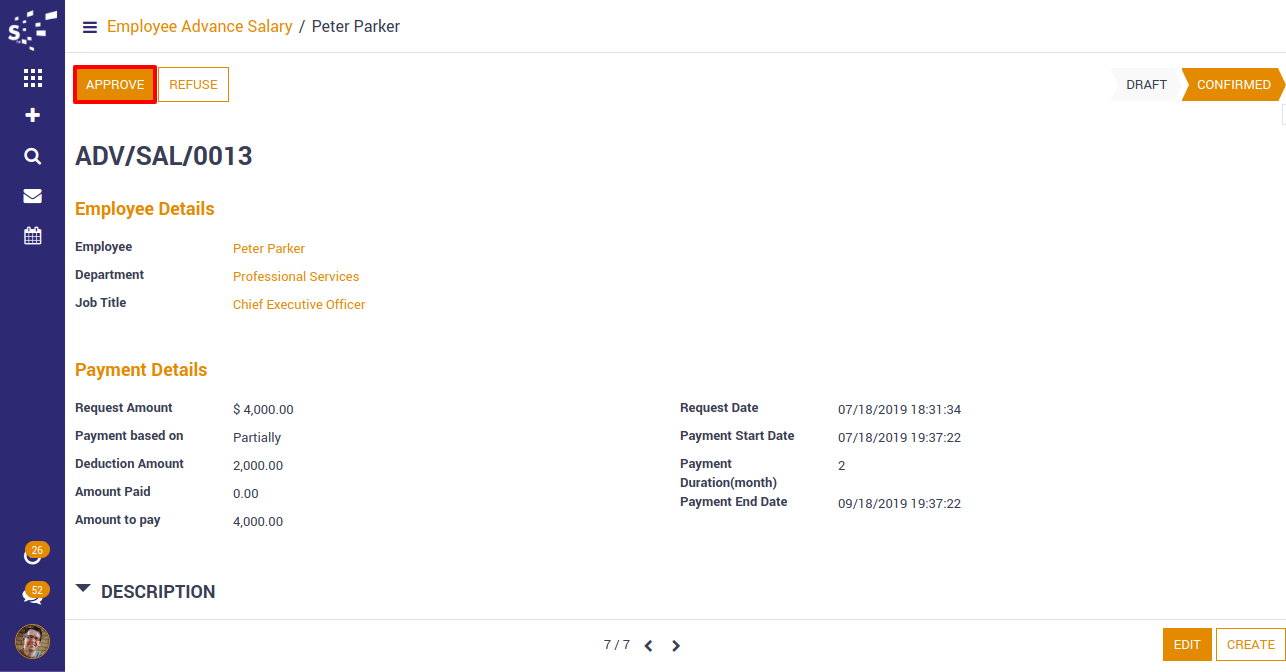 Employee Advance Salary / Peter Parker
APPROVE REFUSE DRAFT CONFIRMED
ADV/SAL/0013
Employee Details
Employee Peter Parker
Department Professional Services
Job Title Chief Executive Officer
Payment Details
Request Amount $ 4,000.00 Request Date 07/18/2019 18:31:34
Payment based on Partially Payment Start Date 07/18/2019 19:37:22
Deduction Amount 2,000.00 Payment 2
Duration(month)
Amount Paid 0.00 Payment End Date 09/18/2019 19:37:22
Amount to pay 4,000.00
26
52
DESCRIPTION
7 / 7 EDIT CREATE